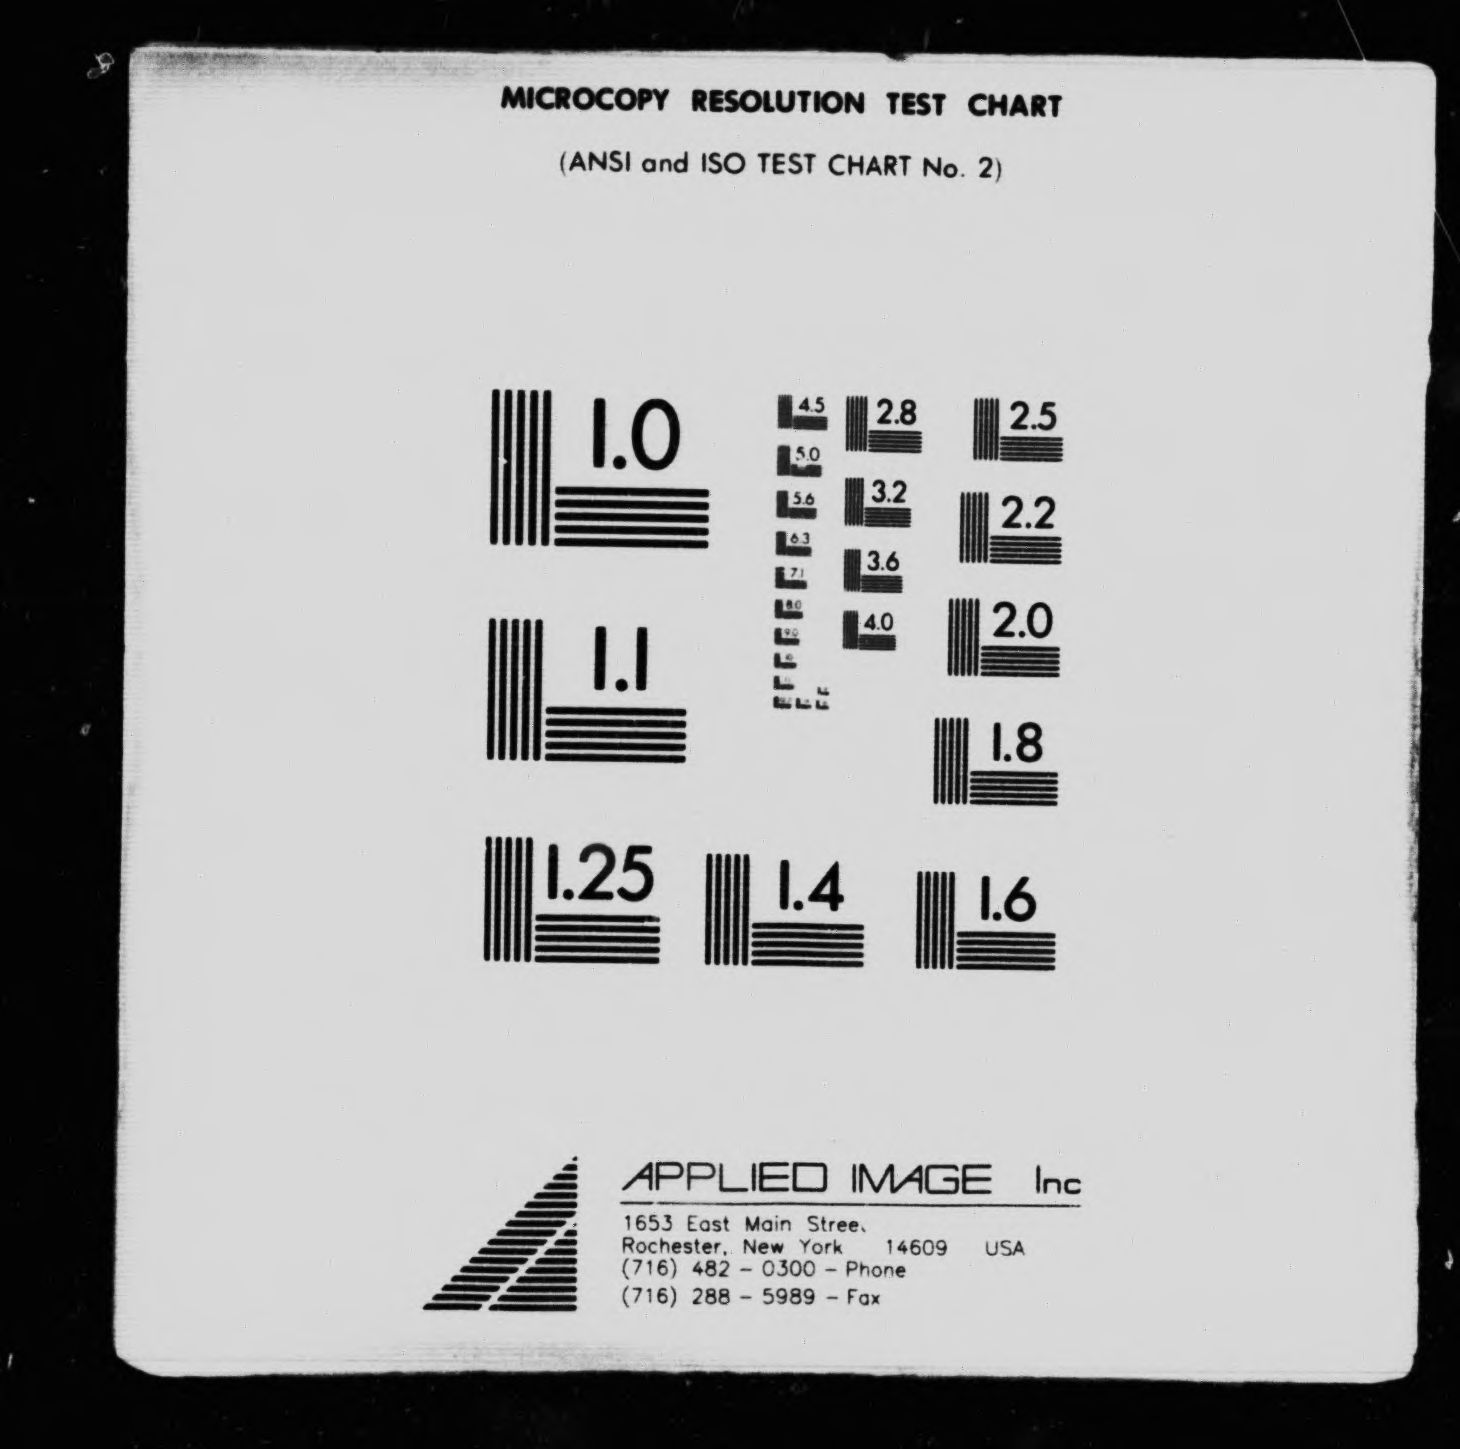 MICROCOPY RESOLUTION TEST CHART
(ANSI and ISO TEST CHART No. 2)
1.0
4.5
2.8
2.5
5.0
5.6
3.2
2.2
6.3
3.6
7.1
8.0
4.0
2.0
9.0
1.1
1.8
1.25
1.4
1.6
APPLIED IMAGE Inc
1653 East Main
Rochester, New York 14609 USA
(716) 482 - 0300 - Phone
(716) 288 - 5989 - Fax